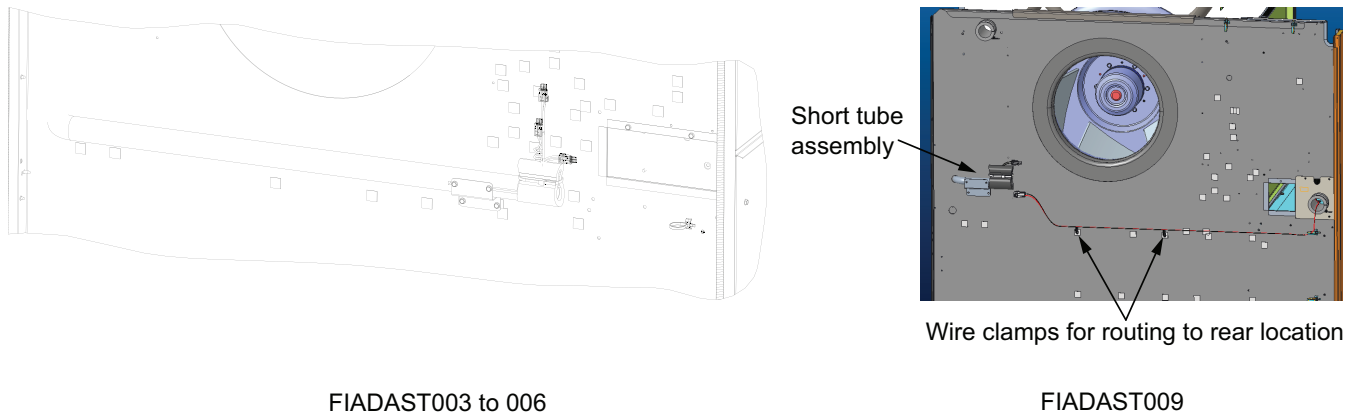 Short tube
assembly
Wire clamps for routing to rear location
FIADAST003 to 006
FIADAST009